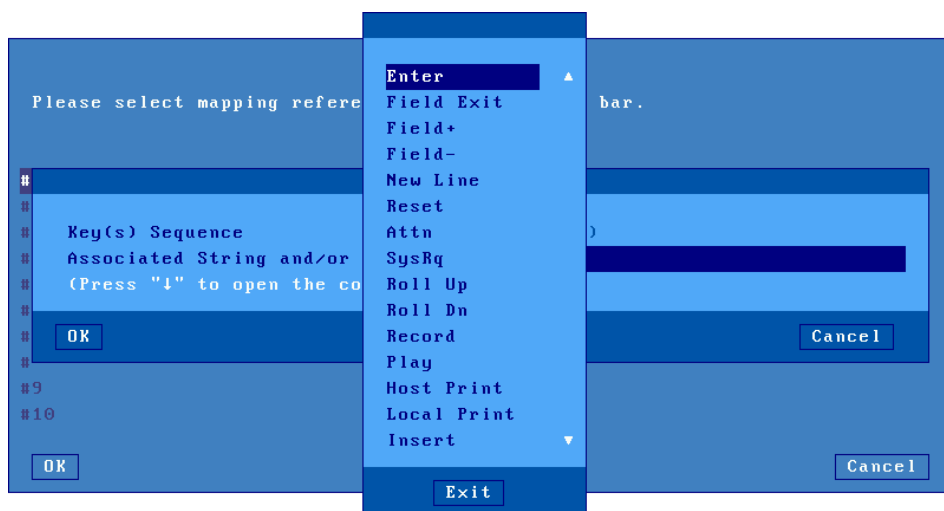 Please select mapping refere
bar.
#
#
#
#
#
#
#
#
#9
#10
Key(s) Sequence
)
Associated String and/or
(Press "↓" to open the co
OK
Cancel
OK
Cancel
Enter
Field Exit
Field+
Field-
New Line
Reset
Attn
SysRq
Roll Up
Roll Dn
Record
Play
Host Print
Local Print
Insert
Exit